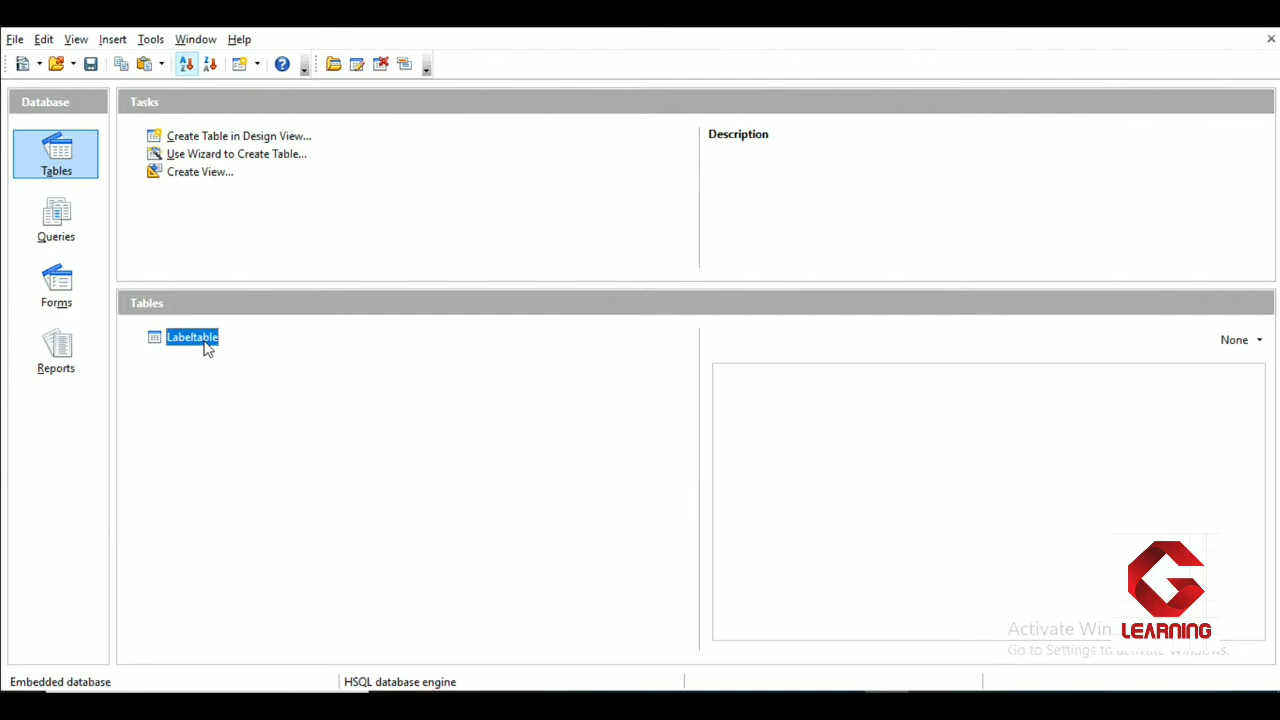 File Edit View Insert Tools Window Help
Database
Tasks
Tables
Queries
Forms
Reports
Create Table in Design View...
Use Wizard to Create Table...
Create View...
Description
Tables
Labeltable
None
LEARNING
Activate Win
Go to Settings to activate Windows.
Embedded database
HSQL database engine